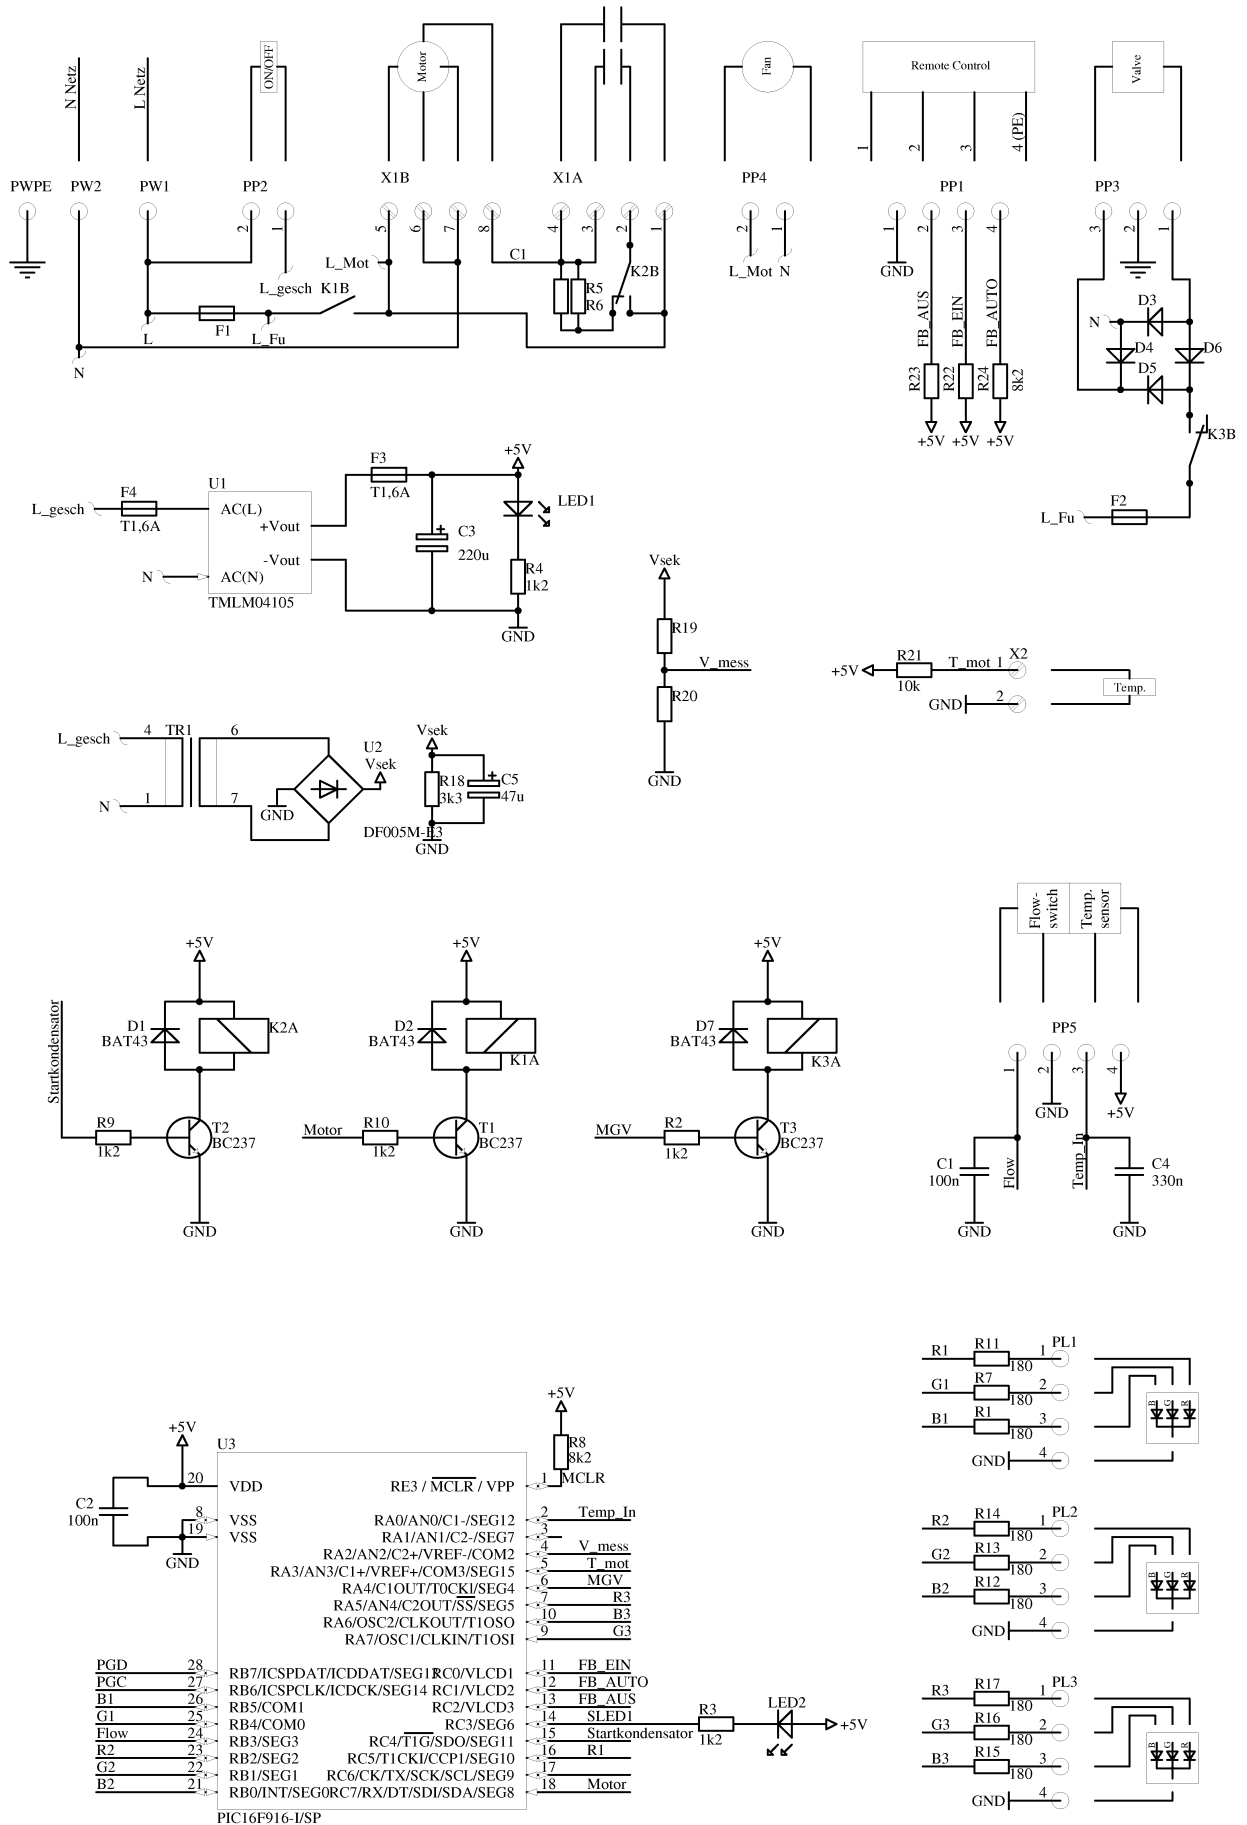 N Netz
L Netz
ON/OFF
Motor
Fan
Remote Control
Valve
1
2
3
4 (PE)
PWPE
PW2
PW1
PP2
X1B
X1A
PP4
PP1
PP3
2
1
5
6
7
8
4
3
2
1
2
1
1
2
3
4
3
2
1
L_gesch
K1B
L_Mot
C1
K2B
R5
R6
L_Mot
N
GND
FB_AUS
FB_EIN
FB_AUTO
D3
N
D4
D6
D5
L
F1
L_Fu
N
R23
R22
R24
8k2
+5V
+5V
+5V
K3B
F2
L_Fu
+5V
F3
T1,6A
U1
F4
L_gesch
T1,6A
AC(L)
+Vout
-Vout
N
AC(N)
TMLM04105
C3
220u
LED1
R4
1k2
GND
Vsek
R19
V_mess
R20
GND
R21
X2
+5V
T_mot
1
10k
GND
2
Temp.
L_gesch
4
TR1
6
U2
Vsek
N
1
7
GND
DF005M-E3
Vsek
R18
3k3
C5
47u
GND
Flow-
switch
Temp.
sensor
PP5
1
2
3
4
GND
+5V
C1
100n
Flow
Temp_In
C4
330n
GND
GND
+5V
+5V
+5V
D1
BAT43
K2A
D2
BAT43
K1A
D7
BAT43
K3A
Startkondensator
R9
1k2
T2
BC237
Motor
R10
1k2
T1
BC237
MGV
R2
1k2
T3
BC237
GND
GND
GND
R1
R11
180
1
PL1
G1
R7
180
2
B1
R1
180
3
GND
4
B
G
R
R2
R14
180
1
PL2
G2
R13
180
2
B2
R12
180
3
GND
4
B
G
R
R3
R17
180
1
PL3
G3
R16
180
2
B3
R15
180
3
GND
4
B
G
R
+5V
R8
8k2
MCLR
+5V
U3
C2
100n
GND
20
VDD
RE3 / MCLR / VPP
1
8
VSS
RA0/AN0/C1-/SEG12
2
Temp_In
19
VSS
RA1/AN1/C2-/SEG7
3
RA2/AN2/C2+/VREF-/COM2
4
V_mess
RA3/AN3/C1+/VREF+/COM3/SEG15
5
T_mot
RA4/C1OUT/T0CKI/SEG4
6
MGV
RA5/AN4/C2OUT/SS/SEG5
7
R3
RA6/OSC2/CLKOUT/T1OSO
10
B3
RA7/OSC1/CLKIN/T1OSI
9
G3
PGD
28
RB7/ICSPDAT/ICDDAT/SEG13
RC0/VLCD1
11
FB_EIN
PGC
27
RB6/ICSPCLK/ICDCK/SEG14
RC1/VLCD2
12
FB_AUTO
B1
26
RB5/COM1
RC2/VLCD3
13
FB_AUS
G1
25
RB4/COM0
RC3/SEG6
14
SLED1
R3
1k2
LED2
+5V
Flow
24
RB3/SEG3
RC4/T1G/SDO/SEG11
15
Startkondensator
R2
23
RB2/SEG2
RC5/T1CKI/CCP1/SEG10
16
R1
G2
22
RB1/SEG1
RC6/CK/TX/SCK/SCL/SEG9
17
B2
21
RB0/INT/SEG0
RC7/RX/DT/SDI/SDA/SEG8
18
Motor
PIC16F916-I/SP